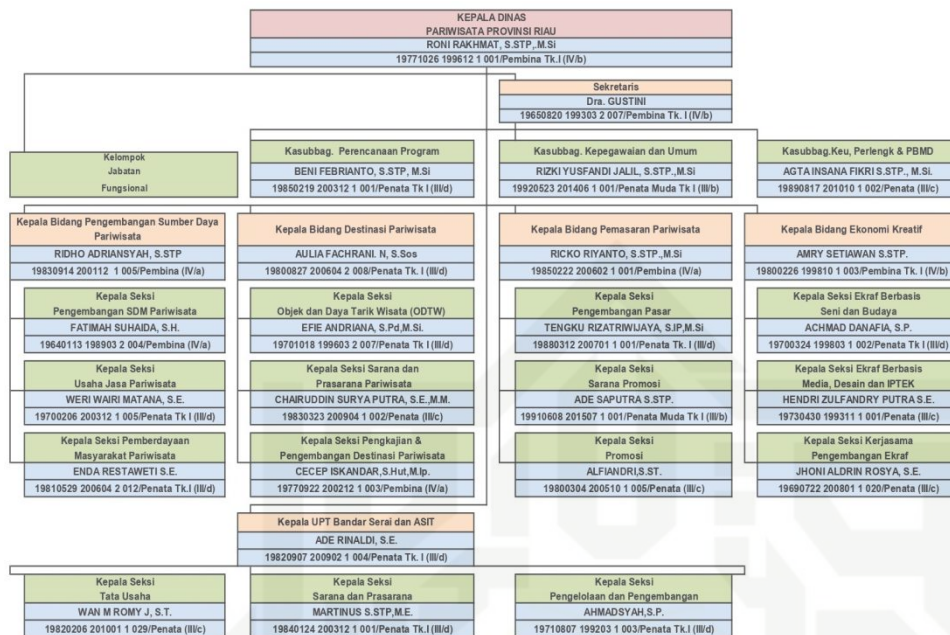 KEPALA DINAS
PARIWISATA PROVINSI RIAU
RONI RAKHMAT, S.STP,.M.Si
19771026 199612 1 001/Pembina Tk.I (IV/b)
Sekretaris
Dra. GUSTINI
19650820 199303 2 007/Pembina Tk. I (IV/b)
Kelompok
Jabatan
Fungsional
Kasubbag. Perencanaan Program
BENI FEBRIANTO, S.STP, M.Si
19850219 200312 1 001/Penata Tk I (III/d)
Kasubbag. Kepegawaian dan Umum
RIZKI YUSFANDI JALIL, S.STP.,M.Si
19920523 201406 1 001/Penata Muda Tk I (III/b)
Kasubbag.Keu, Perlengk & PBMD
AGTA INSANA FIKRI S.STP., M.Si.
19890817 201010 1 002/Penata (III/c)
Kepala Bidang Pengembangan Sumber Daya
Pariwisata
RIDHO ADRIANSYAH, S.STP
19830914 200112 1 005/Pembina (IV/a)
Kepala Seksi
Pengembangan SDM Pariwisata
FATIMAH SUHAIDA, S.H.
19640113 198903 2 004/Pembina (IV/a)
Kepala Seksi
Usaha Jasa Pariwisata
WERI WAIRI MATANA, S.E.
19700206 200312 1 005/Penata Tk I (III/d)
Kepala Seksi Pemberdayaan
Masyarakat Pariwisata
ENDA RESTAWETI S.E.
19810529 200604 2 012/Penata Tk.I (III/d)
Kepala Bidang Destinasi Pariwisata
AULIA FACHRANI. N, S.Sos
19800827 200604 2 008/Penata Tk I (III/d)
Kepala Seksi
Objek dan Daya Tarik Wisata (ODTW)
EFIE ANDRIANA, S.Pd,M.Si.
19701018 199603 2 007/Penata Tk I (III/d)
Kepala Seksi Sarana dan
Prasarana Pariwisata
CHAIRUDDIN SURYA PUTRA, S.E.,M.M.
19830323 200904 1 002/Penata (III/c)
Kepala Seksi Pengkajian &
Pengembangan Destinasi Pariwisata
CECEP ISKANDAR,S.Hut,M.Ip.
19770922 200212 1 003/Pembina (IV/a)
Kepala Bidang Pemasaran Pariwisata
RICKO RIYANTO, S.STP.,M.Si
19850222 200602 1 001/Pembina (IV/a)
Kepala Seksi
Pengembangan Pasar
TENGKU RIZATRIWIJAYA, S.IP,M.Si
19880312 200701 1 001/Penata Tk I (III/d)
Kepala Seksi
Sarana Promosi
ADE SAPUTRA S.STP.
19910608 201507 1 001/Penata Muda Tk I (III/b)
Kepala Seksi
Promosi
ALFIANDRI,S.ST.
19800304 200510 1 005/Penata (III/c)
Kepala Bidang Ekonomi Kreatif
AMRY SETIAWAN S.STP.
19800226 199810 1 003/Pembina Tk I (IV/b)
Kepala Seksi Ekraf Berbasis
Seni dan Budaya
ACHMAD DANAFIA, S.P.
19700324 199803 1 002/Penata Tk I (III/d)
Kepala Seksi Ekraf Berbasis
Media, Desain dan IPTEK
HENDRI ZULFANDRY PUTRA S.E.
19730430 199311 1 001/Penata (III/c)
Kepala Seksi Kerjasama
Pengembangan Ekraf
JHONI ALDRIN ROSYA, S.E.
19690722 200801 1 020/Penata (III/c)
Kepala UPT Bandar Serai dan ASIT
ADE RINALDI, S.E.
19820907 200902 1 004/Penata Tk. I (III/d)
Kepala Seksi
Tata Usaha
WAN M ROMY J, S.T.
19820206 201001 1 029/Penata (III/c)
Kepala Seksi
Sarana dan Prasarana
MARTINUS S.STP,M.E.
19840124 200312 1 001/Penata Tk.I (III/d)
Kepala Seksi
Pengelolaan dan Pengembangan
AHMADSYAH,S.P.
19710807 199203 1 003/Penata Tk.I (III/d)